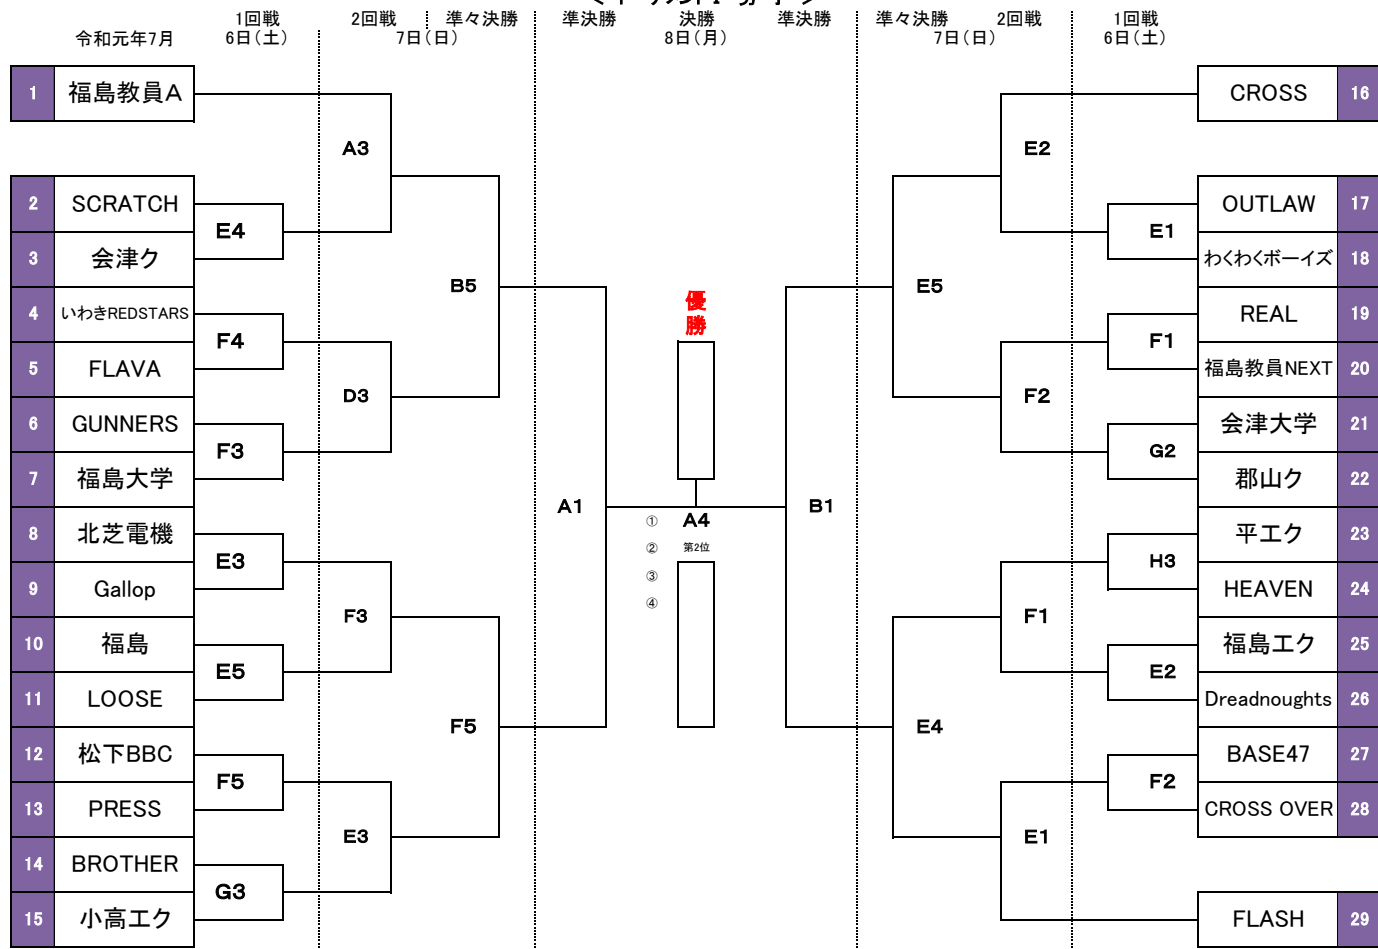 1回戦 2回戦 準々決勝 準決勝 決勝 準決勝 準々決勝 2回戦 1回戦
令和元年7月 6日(土) 7日(日) 8日(月) 7日(日) 6日(土)
1 福島教員A CROSS 16
A3 E2
2 SCRATCH OUTLAW 17
E4 E1
3 会津ク わくわくボーイズ 18
B5 E5
優
4 いわきREDSTARS REAL 19
勝
F4 F1
5 FLAVA 福島教員NEXT 20
D3 F2
6 GUNNERS 会津大学 21
F3 G2
7 福島大学 郡山ク 22
A1 B1
① A4
8 北芝電機 平工ク 23
② 第2位
E3 H3
③
9 Gallop HEAVEN 24
④
F3 F1
10 福島 福島工ク 25
E5 E2
11 LOOSE Dreadnoughts 26
F5 E4
12 松下BBC BASE47 27
F5 F2
13 PRESS CROSS OVER 28
E3 E1
14 BROTHER
G3
15 小高工ク FLASH 29